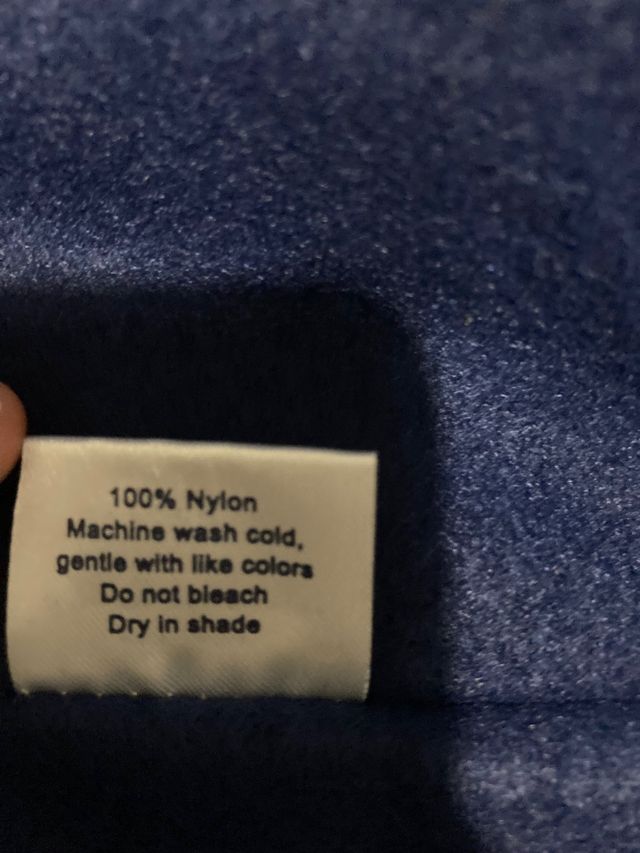 100% Nylon
Machine wash cold,
gentle with like colors
Do not bleach
Dry in shade